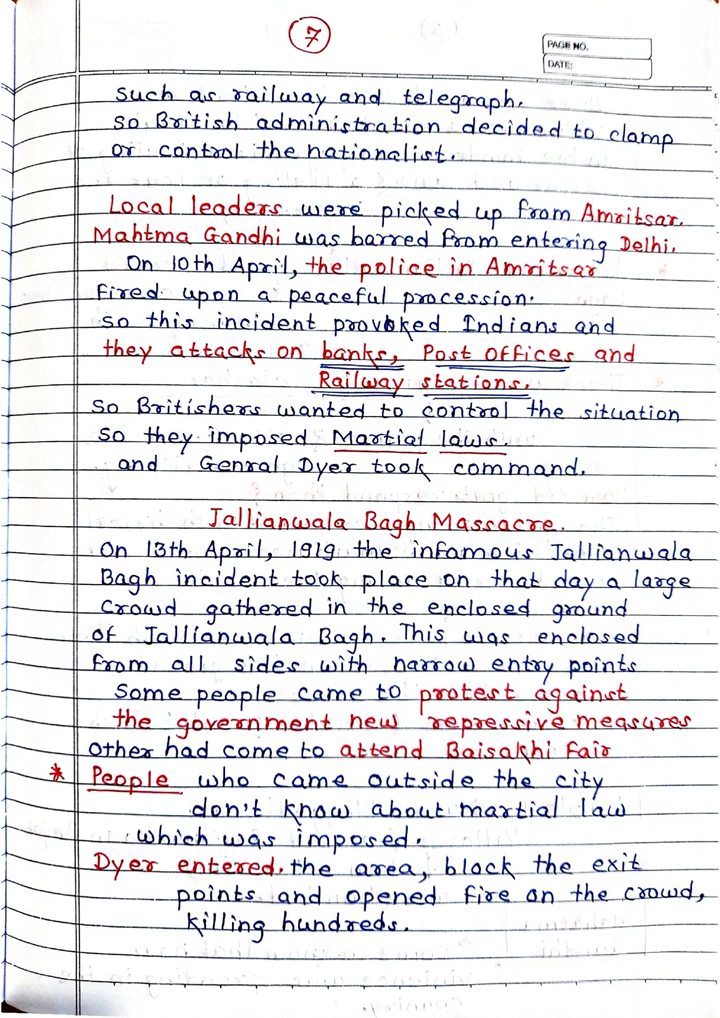 7
PAGE NO.
DATE:
such as railway and telegraph.
so British administration decided to clamp
or control the nationalist.
Local leaders were picked up from Amritsar.
Mahtma Gandhi was barred from entering Delhi.
On 10th April, the police in Amritsar
fired upon a peaceful procession.
so this incident provoked Indians and
they attacks on banks, Post offices and
Railway stations.
so Britishers wanted to control the situation
so they imposed Martial laws.
and Genral Dyer took command.
Jallianwala Bagh Massacre.
On 13th April, 1919 the infamous Jallianwala
Bagh incident took place on that day a large
crowd gathered in the enclosed ground
of Jallianwala Bagh. This was enclosed
from all sides with narrow entry points
Some people came to protest against
the government new repressive measures
other had come to attend Baisakhi fair
* People who came outside the city
don't know about martial law
which was imposed.
Dyer entered. the area, block the exit
points and opened fire on the crowd,
killing hundreds.